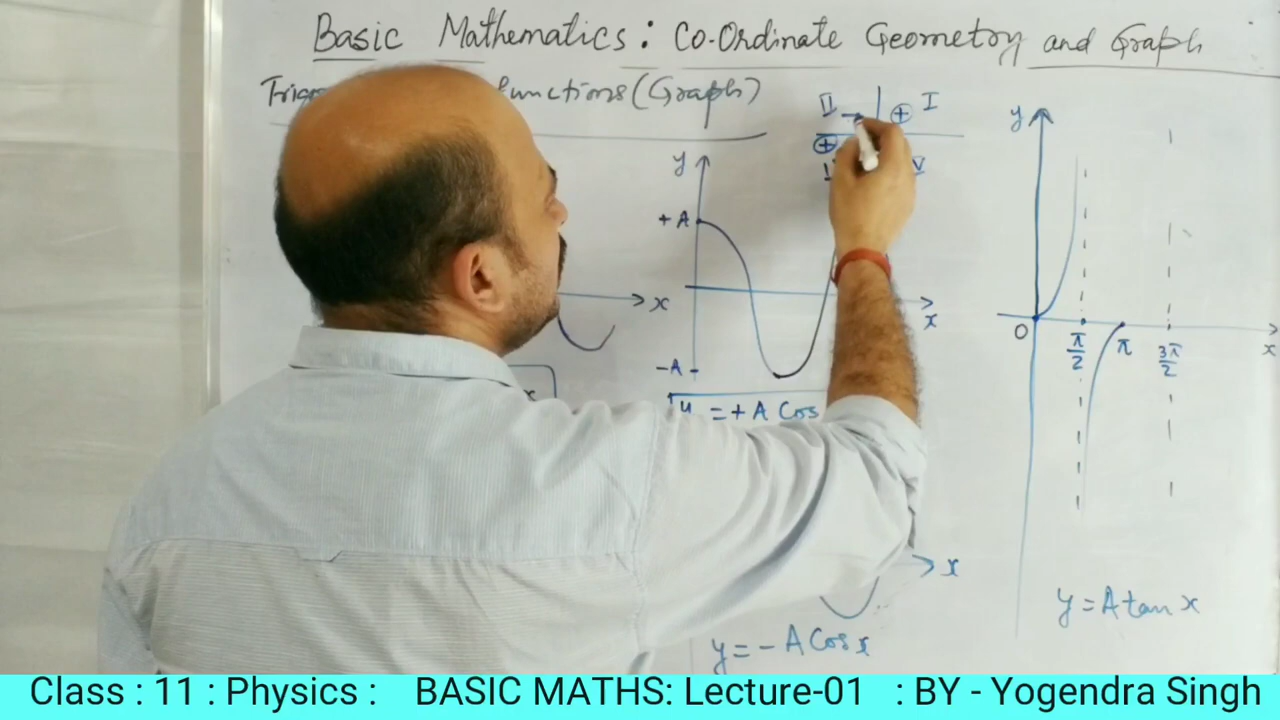 Basic Mathematics: Co-Ordinate Geometry and Graph
functions (Graph)
II - + I
+ V
y
+A
x
-A
x
y = +A Cos
x
y = -A Cos x
y
O π/2 π 3π/2 x
y = A tan x
Class : 11 : Physics : BASIC MATHS: Lecture-01 : BY - Yogendra Singh